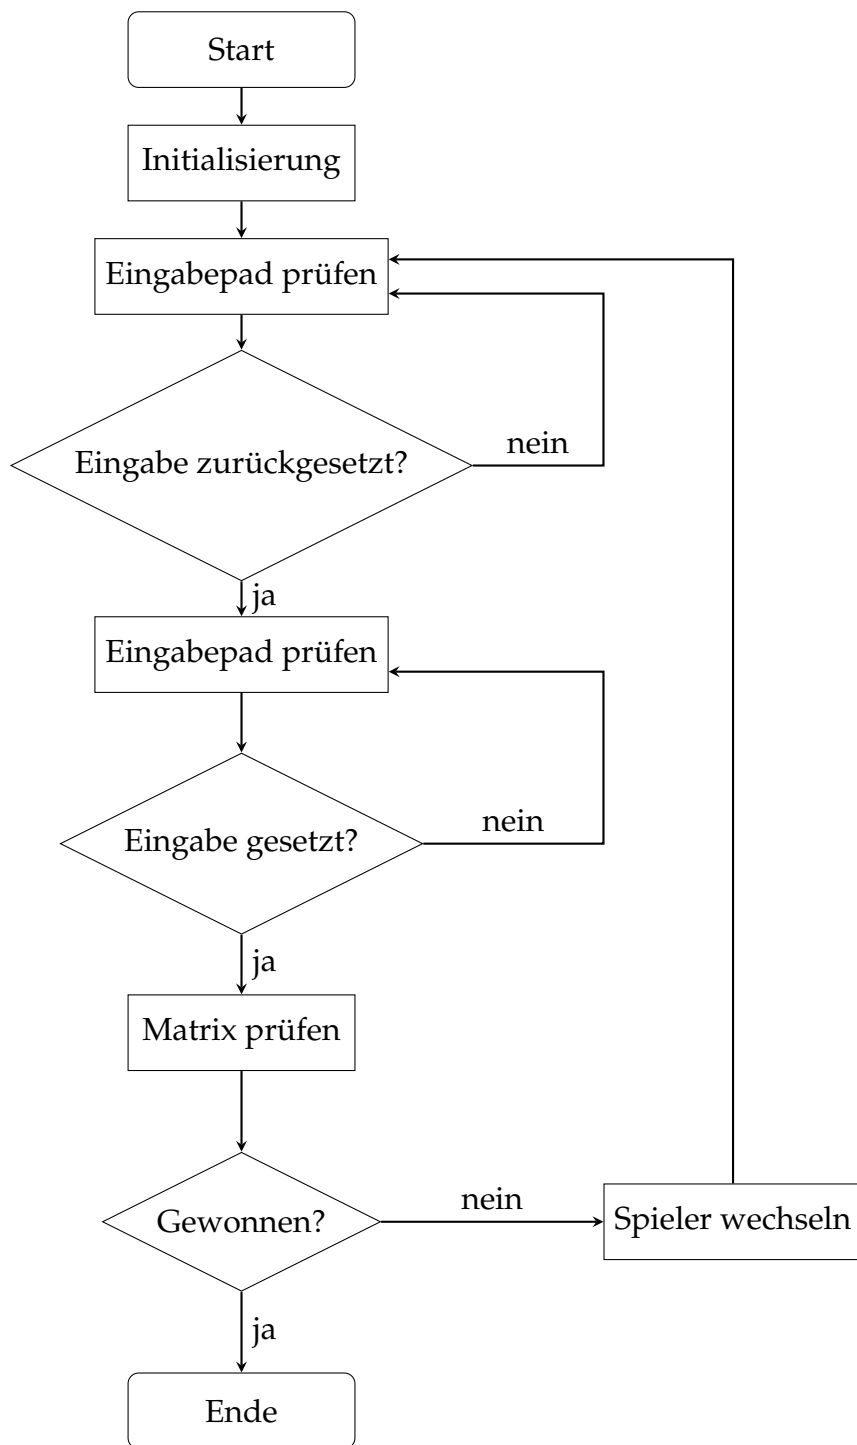 Start
Initialisierung
Eingabepad prüfen
Eingabe zurückgesetzt?
nein
ja
Eingabepad prüfen
Eingabe gesetzt?
nein
ja
Matrix prüfen
Gewonnen?
nein
Spieler wechseln
ja
Ende